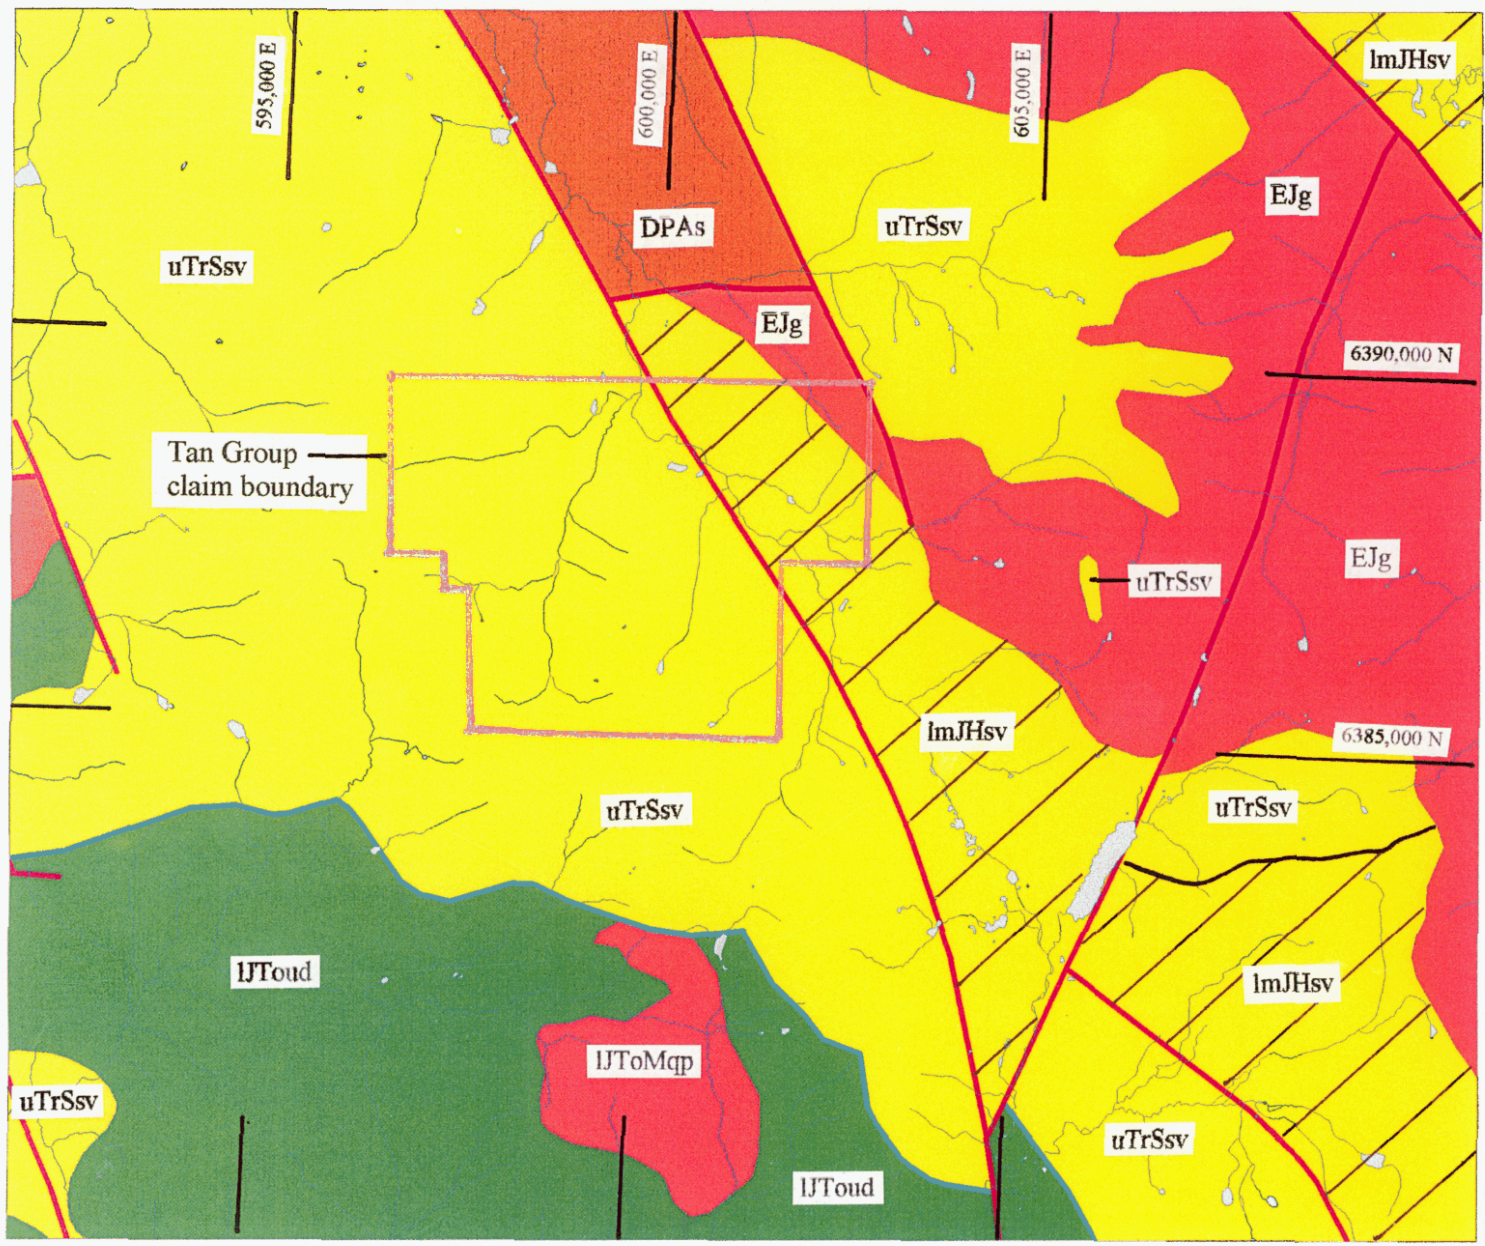 595,000 E
600,000 E
605,000 E
lmJHsv
EJg
DPAs
uTrSsv
uTrSsv
EJg
6390,000 N
Tan Group
claim boundary
EJg
uTrSsv
lmJHsv
6385,000 N
uTrSsv
uTrSsv
lJToud
lmJHsv
lJToMqp
uTrSsv
uTrSsv
lJToud